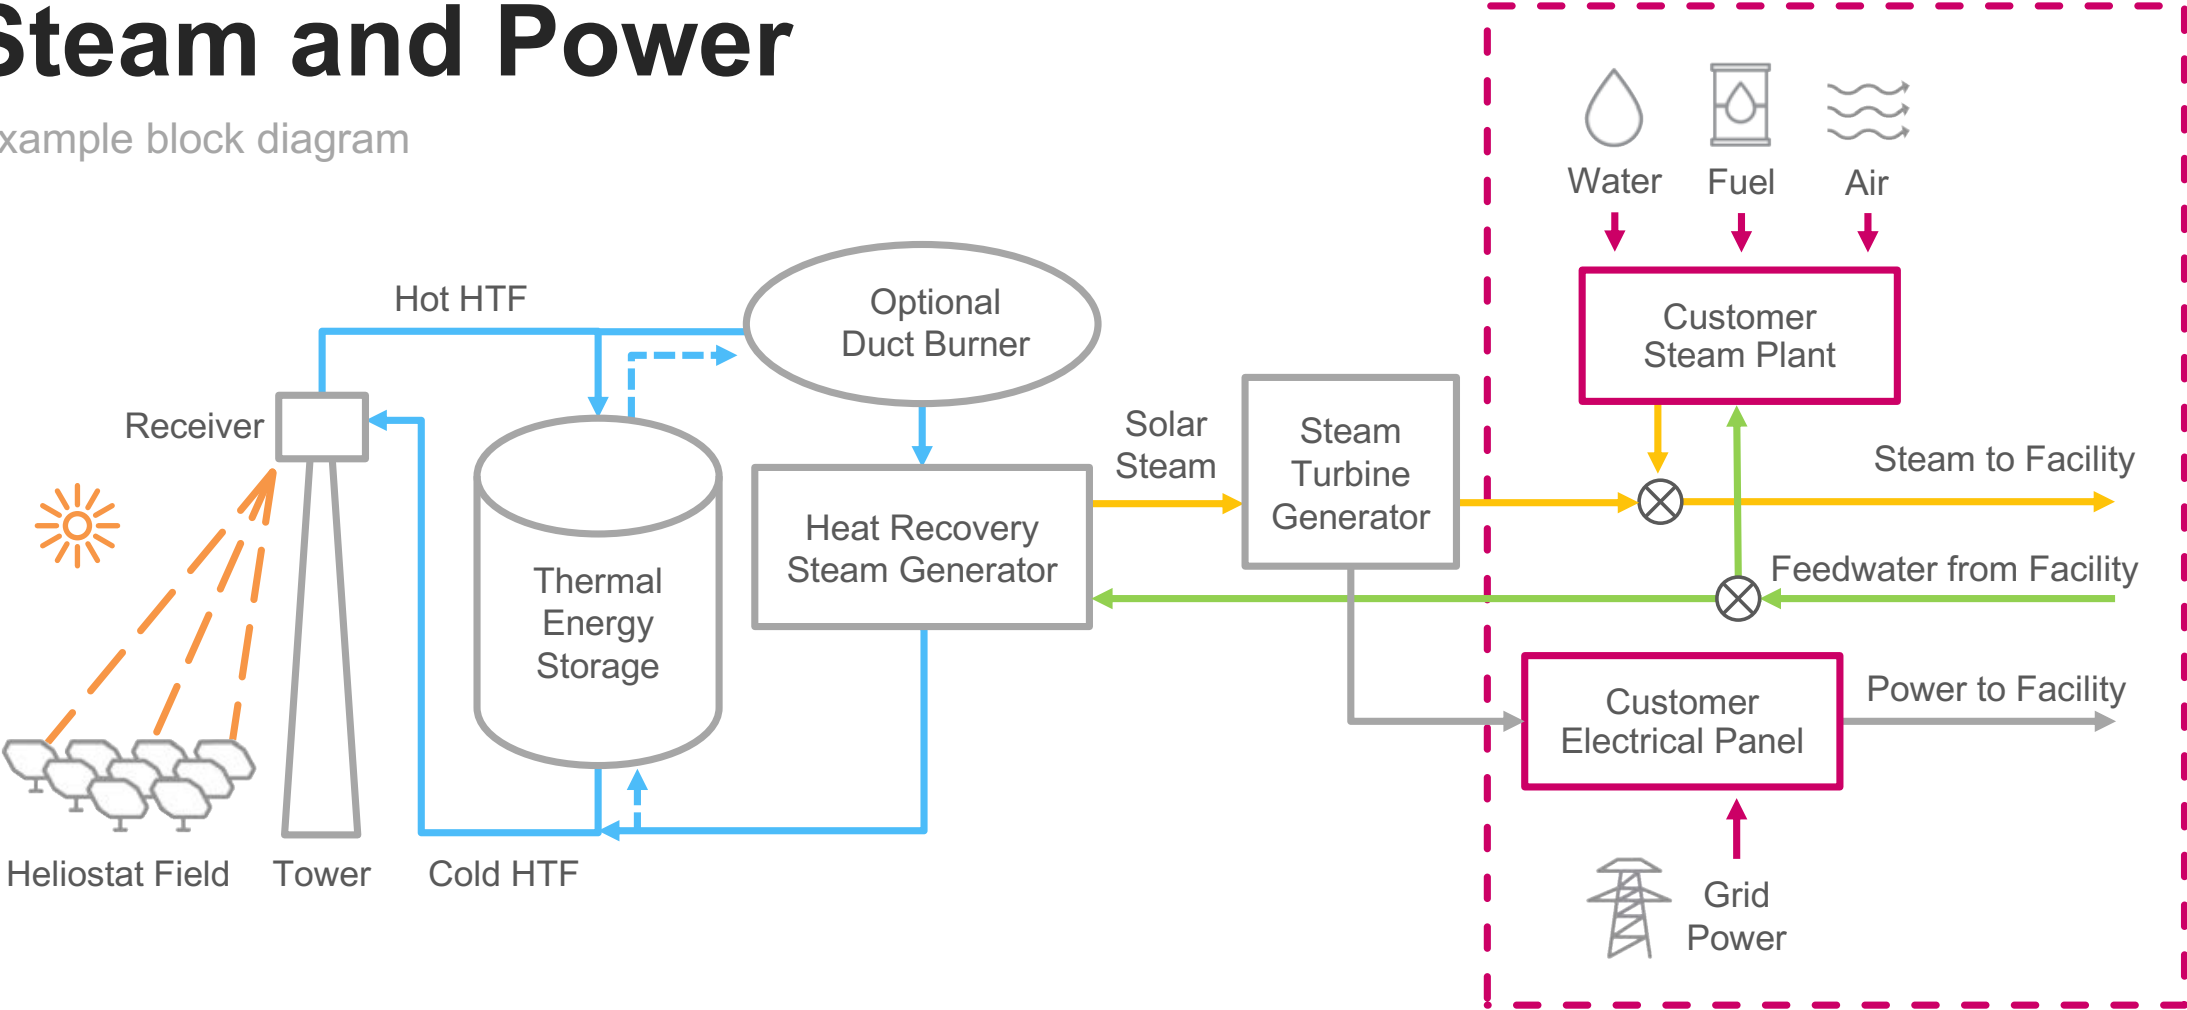 Steam and Power
xample block diagram
Water
Fuel
Air
Hot HTF
Optional
Duct Burner
Customer
Steam Plant
Receiver
Solar
Steam
Steam
Turbine
Generator
Steam to Facility
Heat Recovery
Steam Generator
Thermal
Energy
Storage
Feedwater from Facility
Customer
Electrical Panel
Power to Facility
Heliostat Field
Tower
Cold HTF
Grid
Power